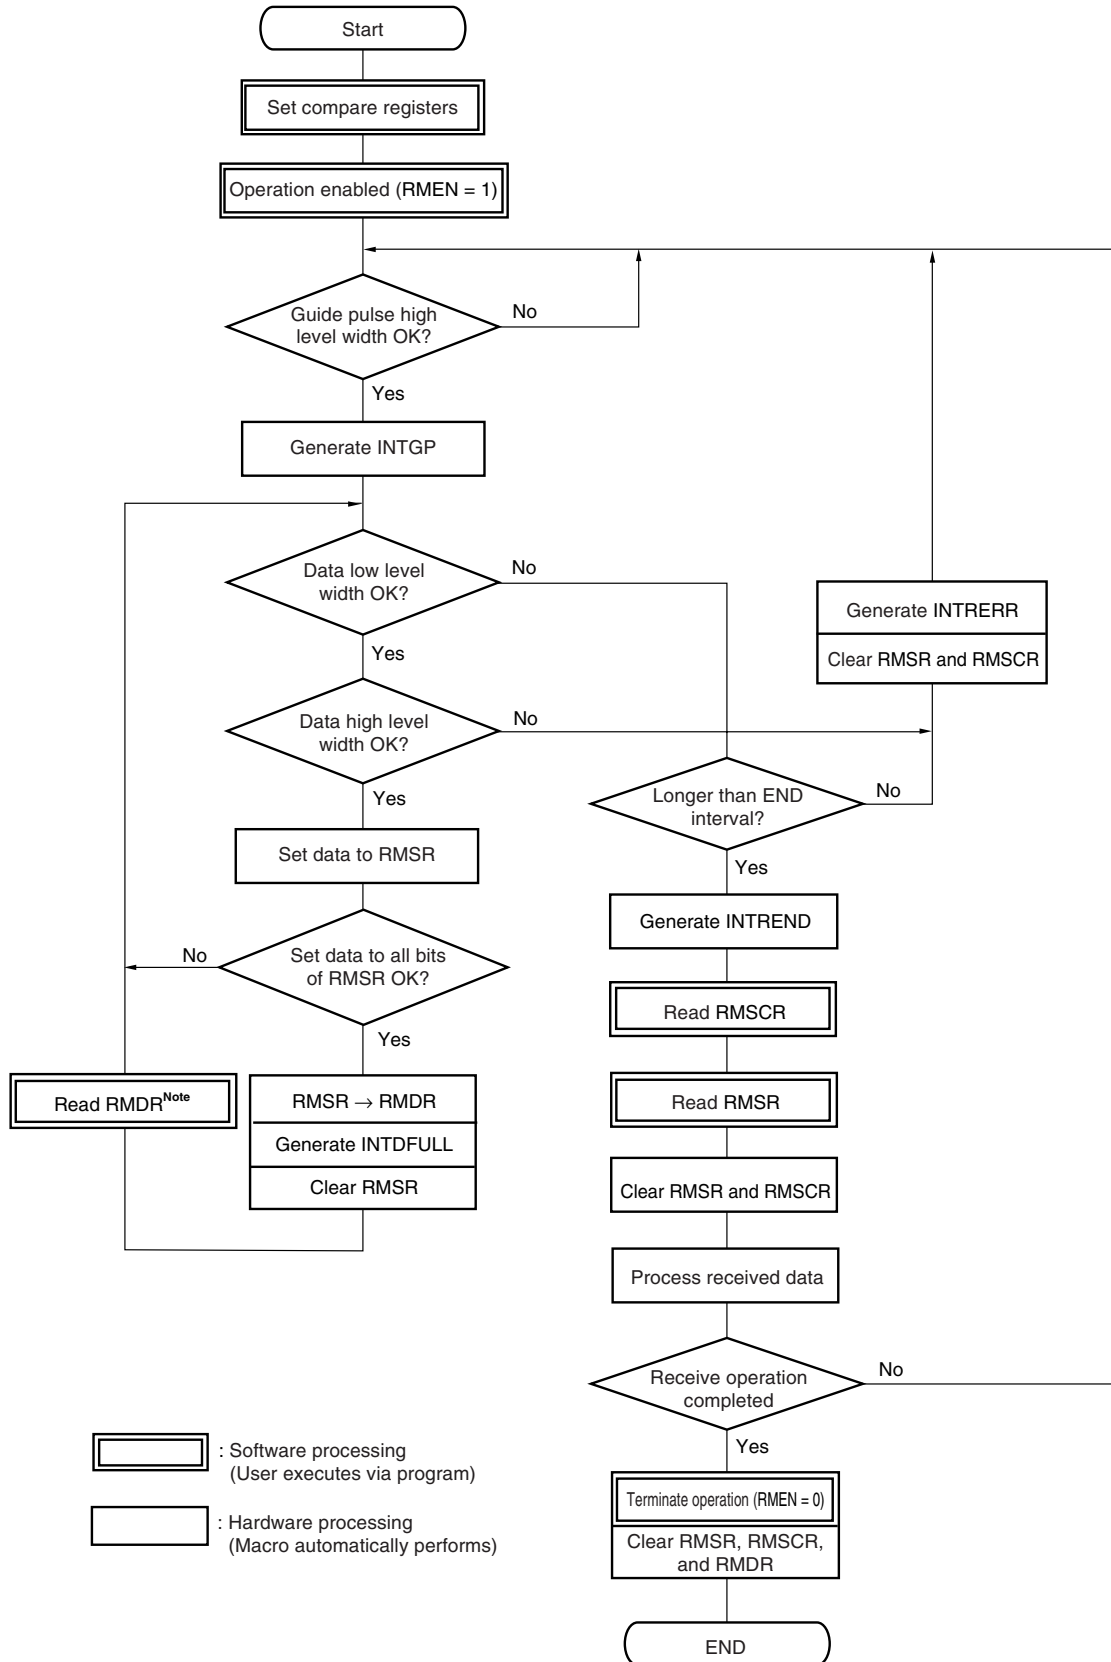 Start
Set compare registers
Operation enabled (RMEN = 1)
Guide pulse high
level width OK?
No
Yes
Generate INTGP
Data low level
width OK?
No
Yes
Generate INTRERR
Clear RMSR and RMSCR
Data high level
width OK?
No
Yes
Longer than END
interval?
No
Yes
Set data to RMSR
Generate INTREND
Set data to all bits
of RMSR OK?
No
Yes
Read RMSCR
Read RMDRNote
RMSR → RMDR
Generate INTDFULL
Clear RMSR
Read RMSR
Clear RMSR and RMSCR
Process received data
Receive operation
completed
No
Yes
Terminate operation (RMEN = 0)
Clear RMSR, RMSCR,
and RMDR
END
: Software processing
(User executes via program)
: Hardware processing
(Macro automatically performs)